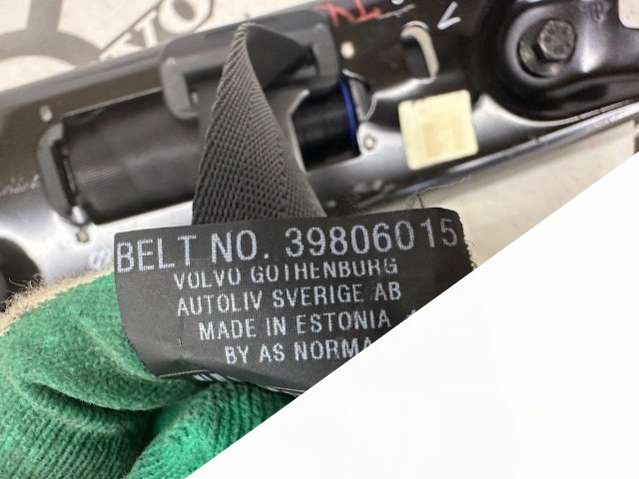 BELT NO. 39806015
VOLVO GOTHENBURG
AUTOLIV SVERIGE AB
MADE IN ESTONIA
BY AS NORMA